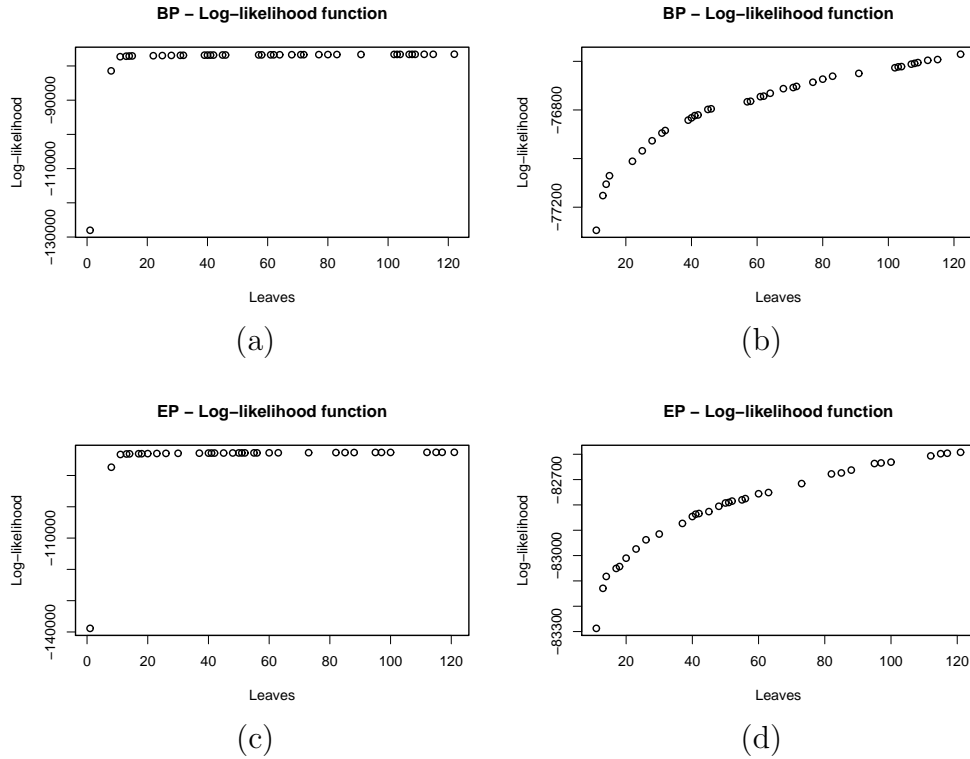 BP − Log−likelihood function
Log−likelihood
−130000 −110000 −90000
0 20 40 60 80 100 120
Leaves
(a)
BP − Log−likelihood function
Log−likelihood
−77200 −76800
20 40 60 80 100 120
Leaves
(b)
EP − Log−likelihood function
Log−likelihood
−140000 −110000
0 20 40 60 80 100 120
Leaves
(c)
EP − Log−likelihood function
Log−likelihood
−83300 −83000 −82700
20 40 60 80 100 120
Leaves
(d)